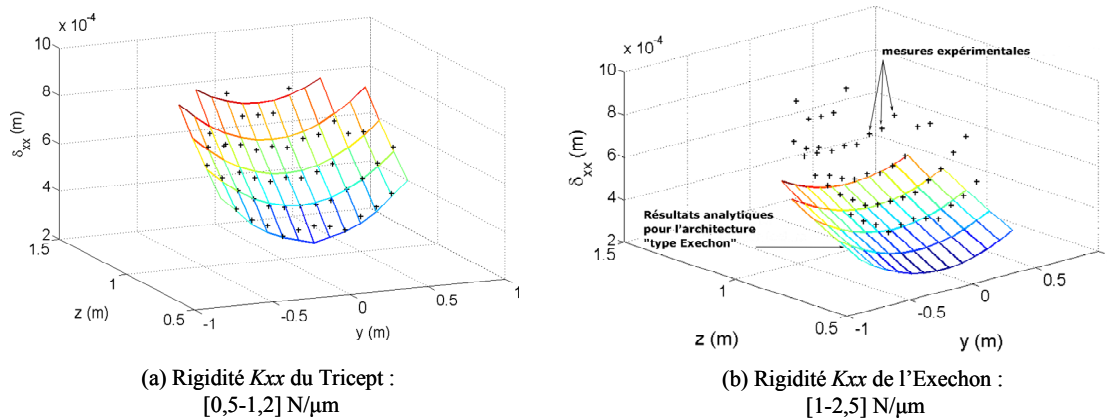 x 10⁻⁴
10
8
6
4
2
δxx (m)
1.5
1
0.5
z (m)
-1
-0.5
0
0.5
1
y (m)
(a) Rigidité Kxx du Tricept :
[0,5-1,2] N/µm
x 10⁻⁴
10
8
6
4
2
δxx (m)
mesures expérimentales
Résultats analytiques
pour l'architecture
"type Exechon"
1.5
1
0.5
z (m)
-1
-0.5
0
0.5
y (m)
(b) Rigidité Kxx de l’Exechon :
[1-2,5] N/µm